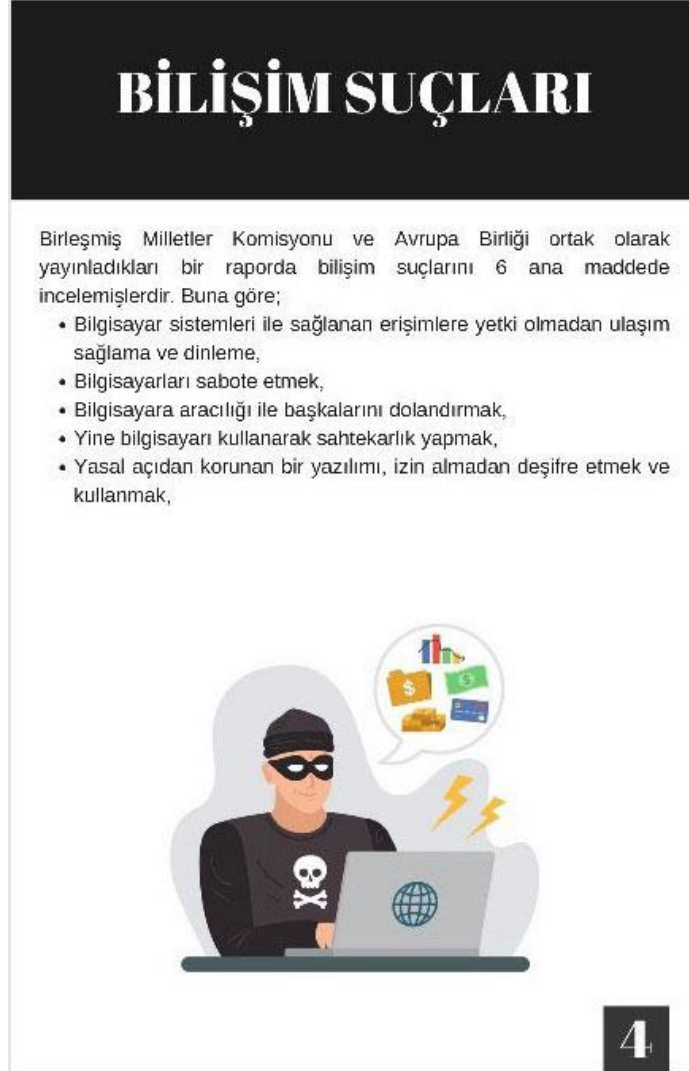 BİLİŞİM SUÇLARI
Birleşmiş Milletler Komisyonu ve Avrupa Birliği ortak olarak
yayınladıkları bir raporda bilişim suçlarını 6 ana maddede
incelemişlerdir. Buna göre;
• Bilgisayar sistemleri ile sağlanan erişimlere yetki olmadan ulaşım
sağlama ve dinleme,
• Bilgisayarları sabote etmek,
• Bilgisayara aracılığı ile başkalarını dolandırmak,
• Yine bilgisayarı kullanarak sahtekarlık yapmak,
• Yasal açıdan korunan bir yazılımı, izin almadan deşifre etmek ve
kullanmak,
$
$
4